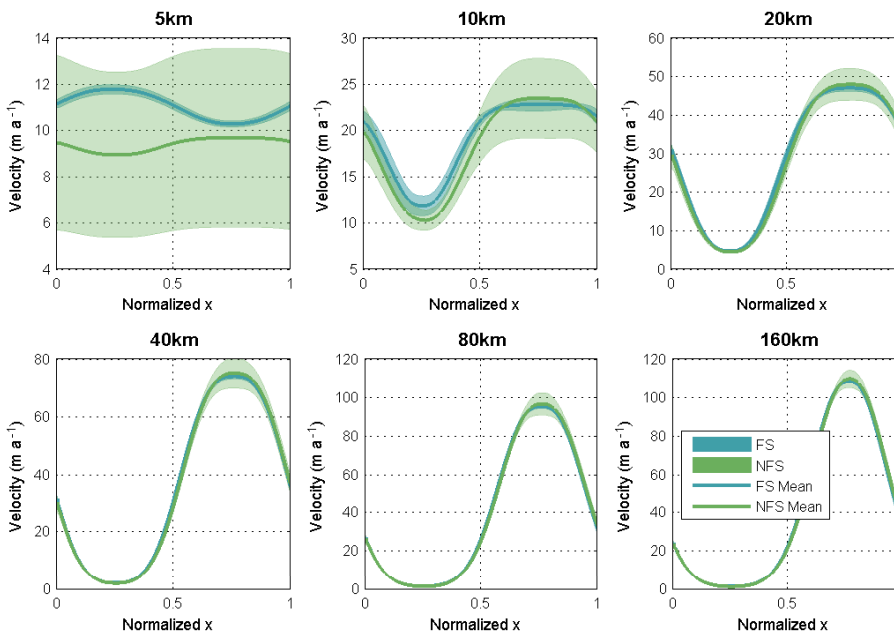 5km
10km
20km
Velocity (m a⁻¹)
14
12
10
8
6
4
0
0.5
1
Normalized x
Velocity (m a⁻¹)
30
25
20
15
10
5
0
0.5
1
Normalized x
Velocity (m a⁻¹)
60
50
40
30
20
10
0
0
0.5
Normalized x
40km
80km
160km
Velocity (m a⁻¹)
80
60
40
20
0
0
0.5
1
Normalized x
Velocity (m a⁻¹)
120
100
80
60
40
20
0
0
0.5
1
Normalized x
Velocity (m a⁻¹)
120
100
80
60
40
20
0
0
0.5
Normalized x
FS
NFS
FS Mean
NFS Mean